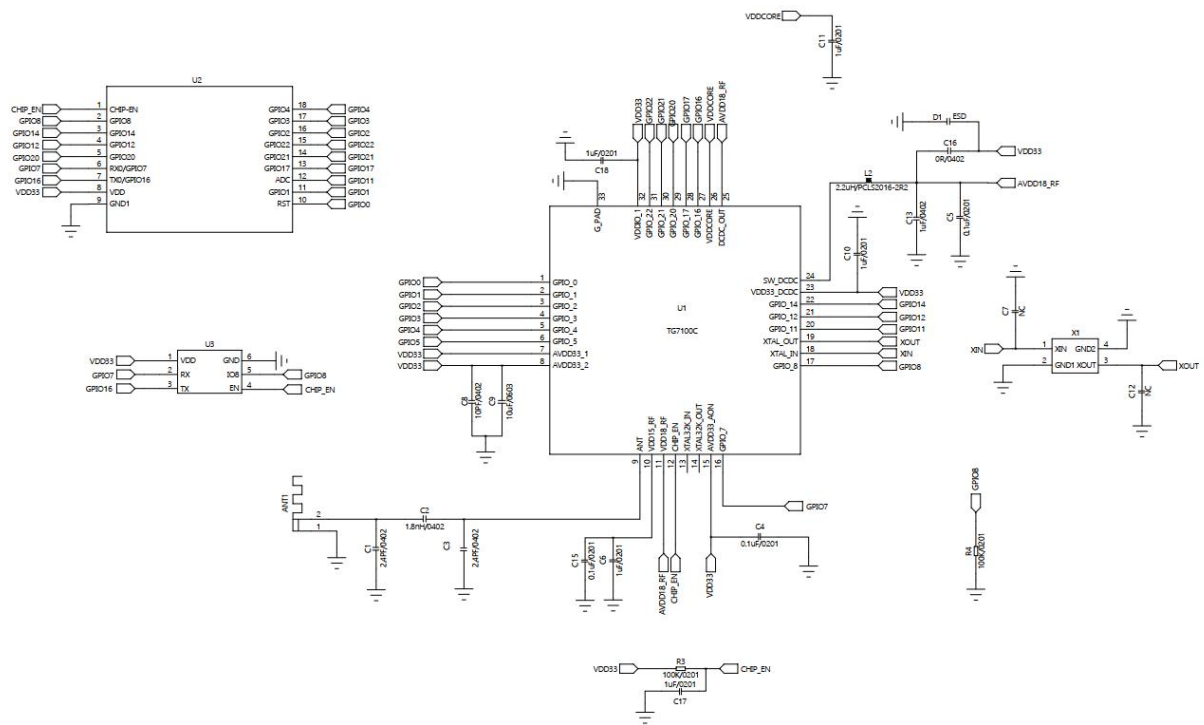 VDDCORE
C11
1uF/0201
U2
CHIP_EN 1 CHIP-EN GPIO4 18 GPIO4
GPIO8 2 GPIO8 GPIO3 17 GPIO3
GPIO14 3 GPIO14 GPIO2 16 GPIO2
GPIO12 4 GPIO12 GPIO22 15 GPIO22
GPIO20 5 GPIO20 GPIO21 14 GPIO21
GPIO7 6 RX0/GPIO7 GPIO17 13 GPIO17
GPIO16 7 TX0/GPIO16 ADC 12 GPIO11
VDD33 8 VDD GPIO1 11 GPIO1
9 GND1 RST 10 GPIO0
VDD33
GPIO22
GPIO21
GPIO20
GPIO17
GPIO16
VDDCORE
AVDD18_RF
1uF/0201
C18
D1 ESD
C16
0R/0402
VDD33
L2
2.2uH/PCLS2016-2R2
AVDD18_RF
C13
1uF/0402
C5
0.1uF/0201
C10
1uF/0201
33 G_PAD
32 VDDIO_1
31 GPIO_22
30 GPIO_21
29 GPIO_20
28 GPIO_17
27 GPIO_16
26 VDDCORE
25 DCDC_OUT
U1
TG7100C
GPIO0 1 GPIO_0
GPIO1 2 GPIO_1
GPIO2 3 GPIO_2
GPIO3 4 GPIO_3
GPIO4 5 GPIO_4
GPIO5 6 GPIO_5
VDD33 7 AVDD33_1
VDD33 8 AVDD33_2
SW_DCDC 24
VDD33_DCDC 23 VDD33
GPIO_14 22 GPIO14
GPIO_12 21 GPIO12
GPIO_11 20 GPIO11
XTAL_OUT 19 XOUT
XTAL_IN 18 XIN
GPIO_8 17 GPIO8
C7
NC
X1
XIN 1 XIN GND2 4
2 GND1 XOUT 3 XOUT
C12
NC
U3
VDD33 1 VDD GND 6
GPIO7 2 RX IO8 5 GPIO8
GPIO16 3 TX EN 4 CHIP_EN
C8
10PF/0402
C9
10uF/0603
ANT 9
VDD15_RF 10
VDD18_RF 11
CHIP_EN 12
XTAL32K_IN 13
XTAL32K_OUT 14
AVDD33_AON 15
GPIO_7 16
GPIO7
GPIO8
R4
100K/0201
ANT1
2
1
C2
1.8nH/0402
C1
2.4PF/0402
C3
2.4PF/0402
C15
0.1uF/0201
C6
1uF/0201
AVDD18_RF
CHIP_EN
VDD33
C4
0.1uF/0201
VDD33 R3 CHIP_EN
100K/0201
1uF/0201
C17